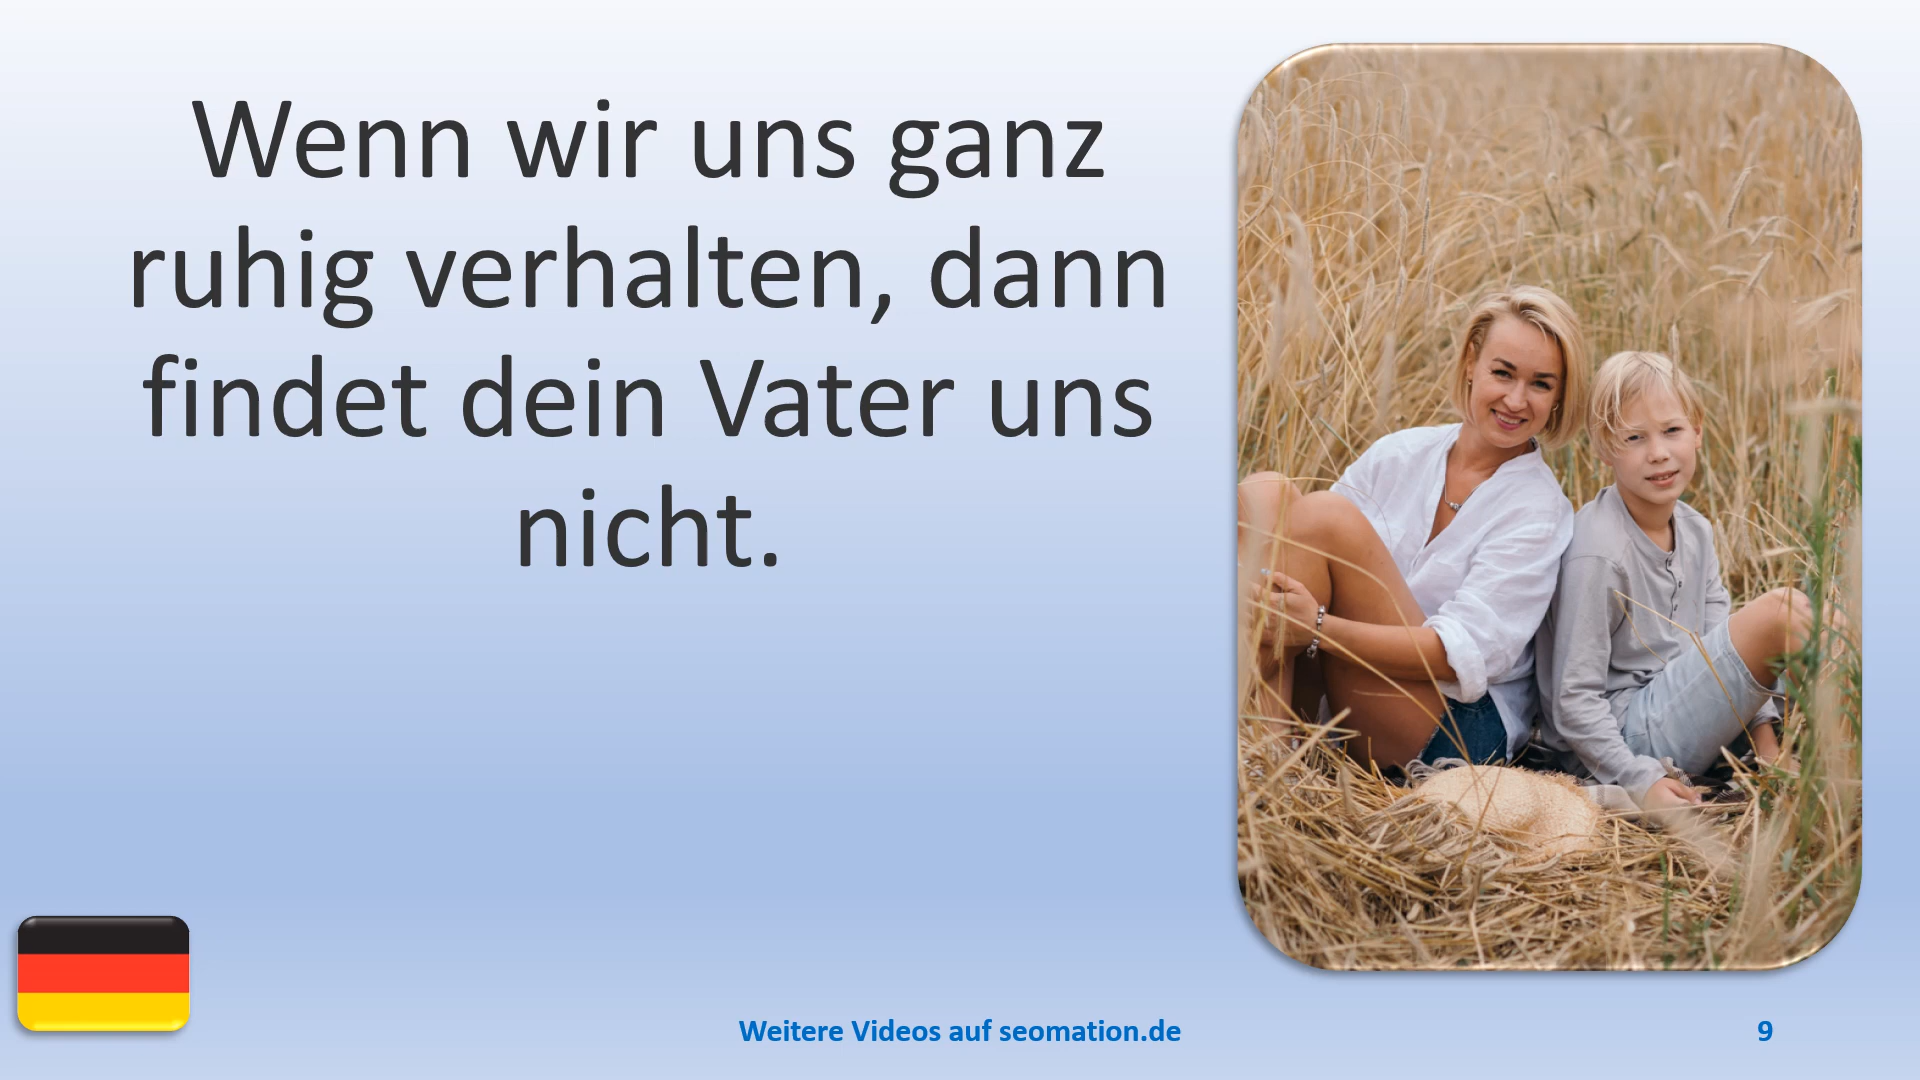 Wenn wir uns ganz
ruhig verhalten, dann
findet dein Vater uns
nicht.
Weitere Videos auf seomation.de
9